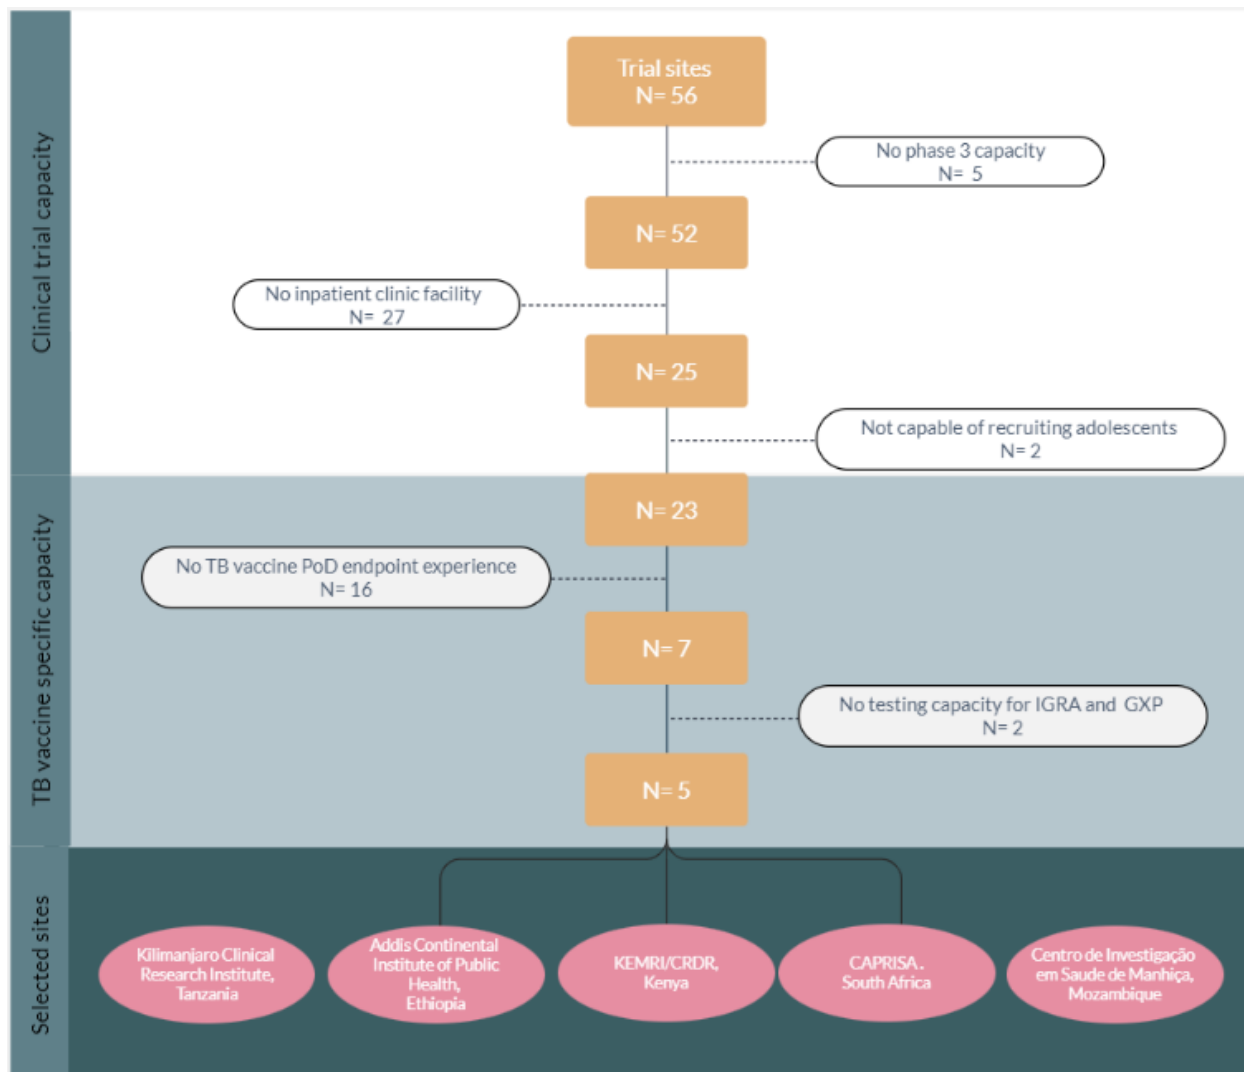 Clinical trial capacity
Trial sites
N= 56
No phase 3 capacity
N= 5
N= 52
No inpatient clinic facility
N= 27
N= 25
Not capable of recruiting adolescents
N= 2
TB vaccine specific capacity
N= 23
No TB vaccine PoD endpoint experience
N= 16
N= 7
No testing capacity for IGRA and GXP
N= 2
N= 5
Selected sites
Kilimanjaro Clinical
Research Institute,
Tanzania
Addis Continental
Institute of Public
Health,
Ethiopia
KEMRI/CRDR,
Kenya
CAPRISA.
South Africa
Centro de Investigação
em Saude de Manhiça,
Mozambique